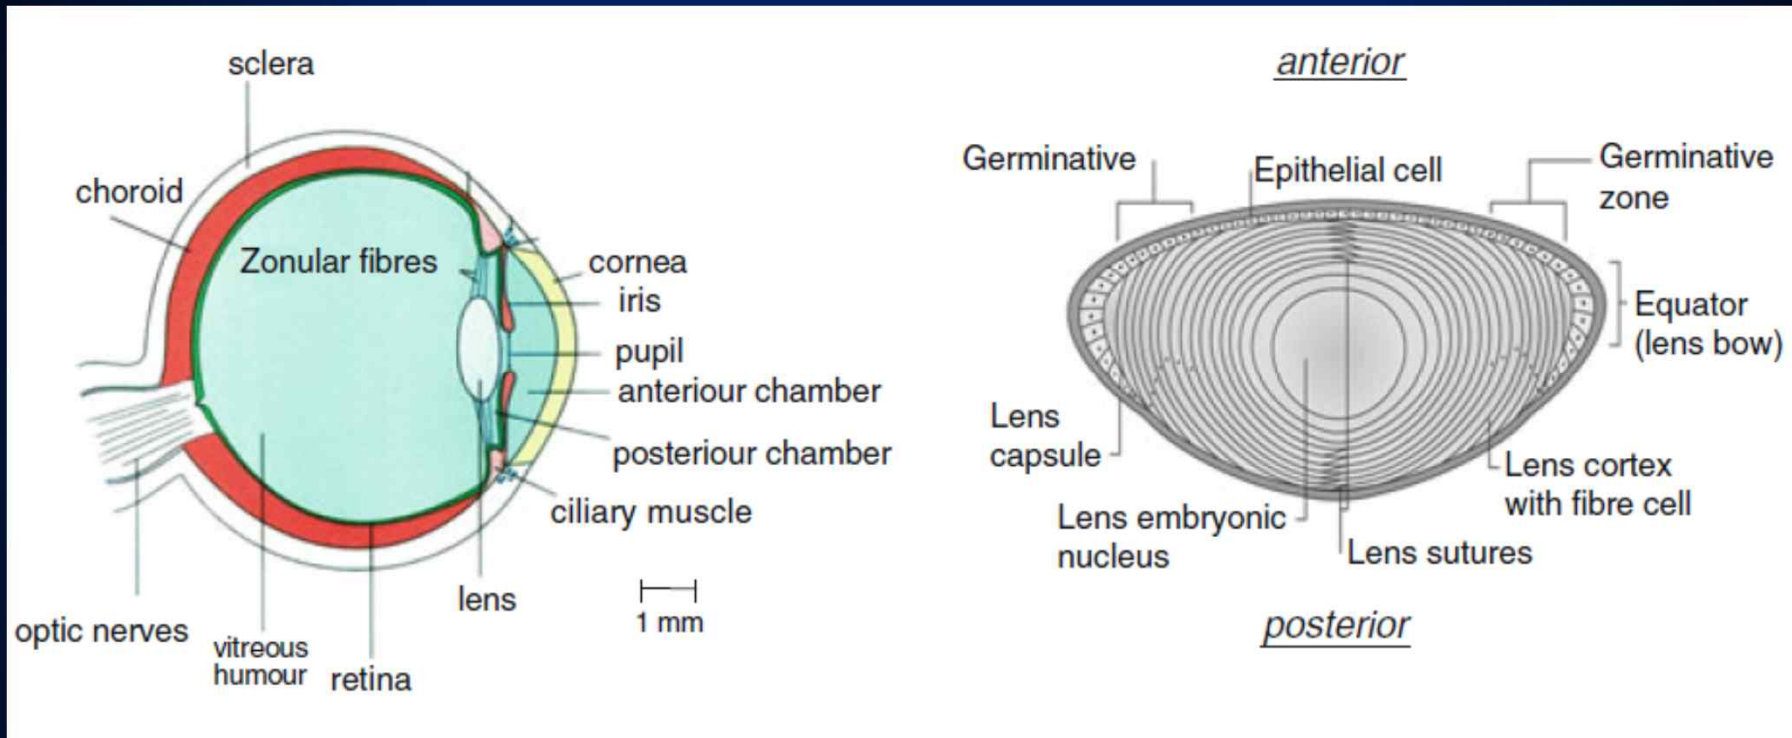 sclera
choroid
Zonular fibres
cornea
iris
pupil
anteriour chamber
posteriour chamber
ciliary muscle
lens
1 mm
optic nerves
vitreous
humour
retina
anterior
Germinative
Epithelial cell
Germinative
zone
Equator
(lens bow)
Lens
capsule
Lens cortex
with fibre cell
Lens embryonic
nucleus
Lens sutures
posterior